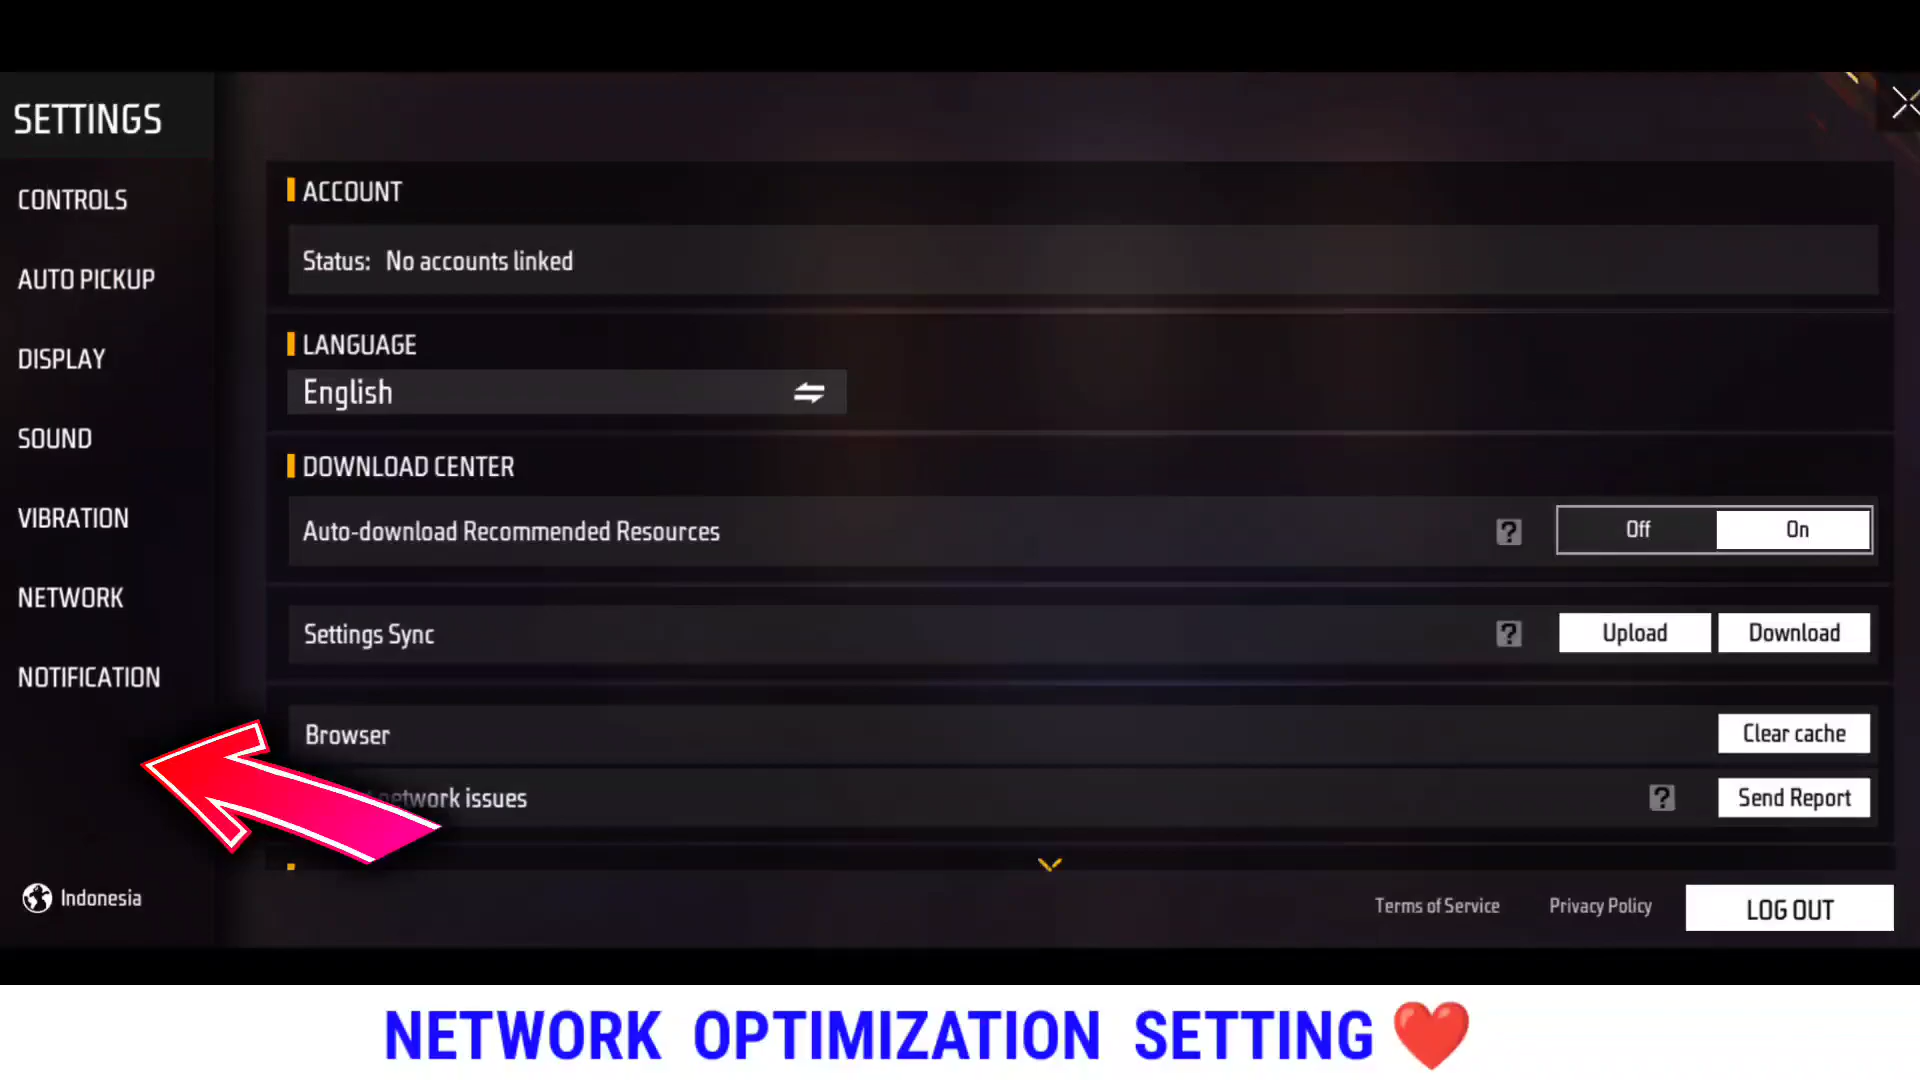 SETTINGS
CONTROLS
AUTO PICKUP
DISPLAY
SOUND
VIBRATION
NETWORK
NOTIFICATION
Indonesia
ACCOUNT
Status: No accounts linked
LANGUAGE
English
DOWNLOAD CENTER
Auto-download Recommended Resources ? Off On
Settings Sync ? Upload Download
Browser Clear cache
network issues ? Send Report
Terms of Service Privacy Policy LOG OUT
NETWORK OPTIMIZATION SETTING